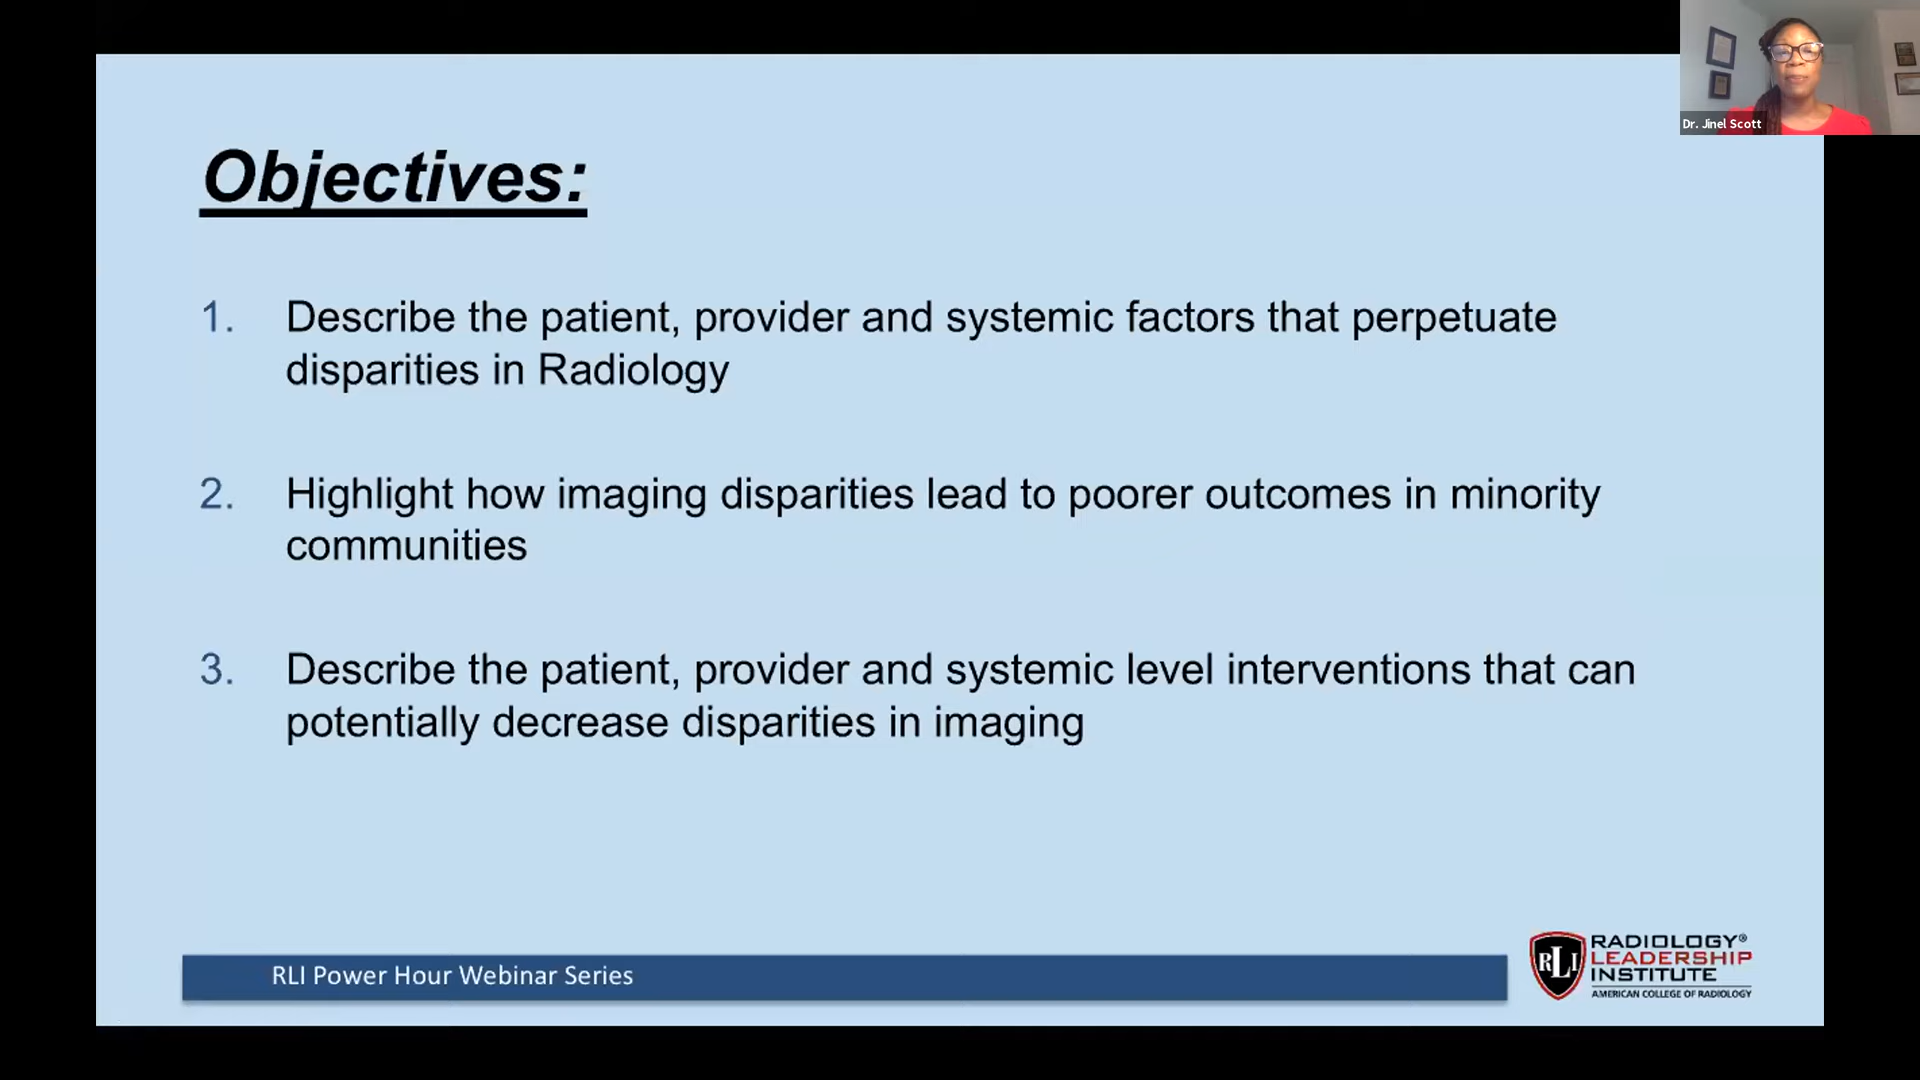 Dr. Jinel Scott
Objectives:
1. Describe the patient, provider and systemic factors that perpetuate
disparities in Radiology
2. Highlight how imaging disparities lead to poorer outcomes in minority
communities
3. Describe the patient, provider and systemic level interventions that can
potentially decrease disparities in imaging
RLI Power Hour Webinar Series
RLI
RADIOLOGY®
LEADERSHIP
INSTITUTE
AMERICAN COLLEGE OF RADIOLOGY